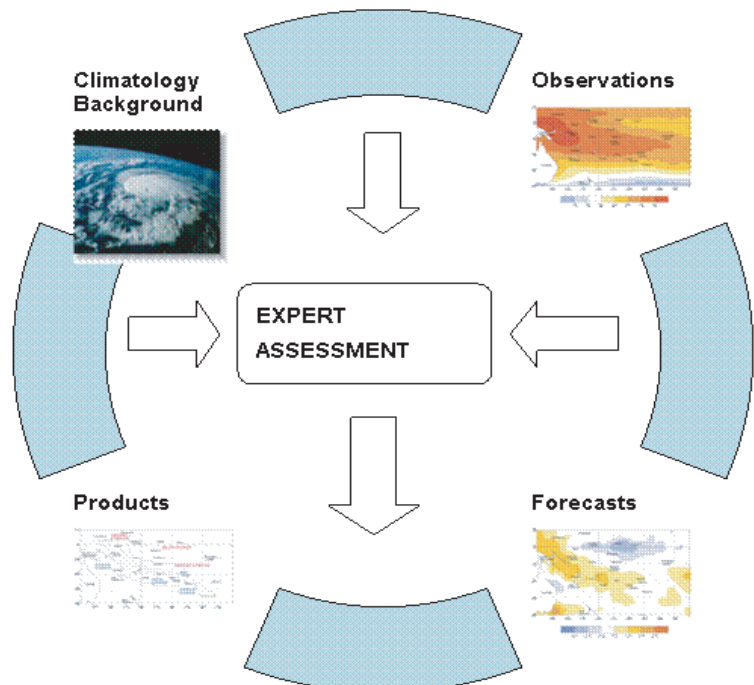 Climatology
Background
Observations
EXPERT
ASSESSMENT
Products
Forecasts